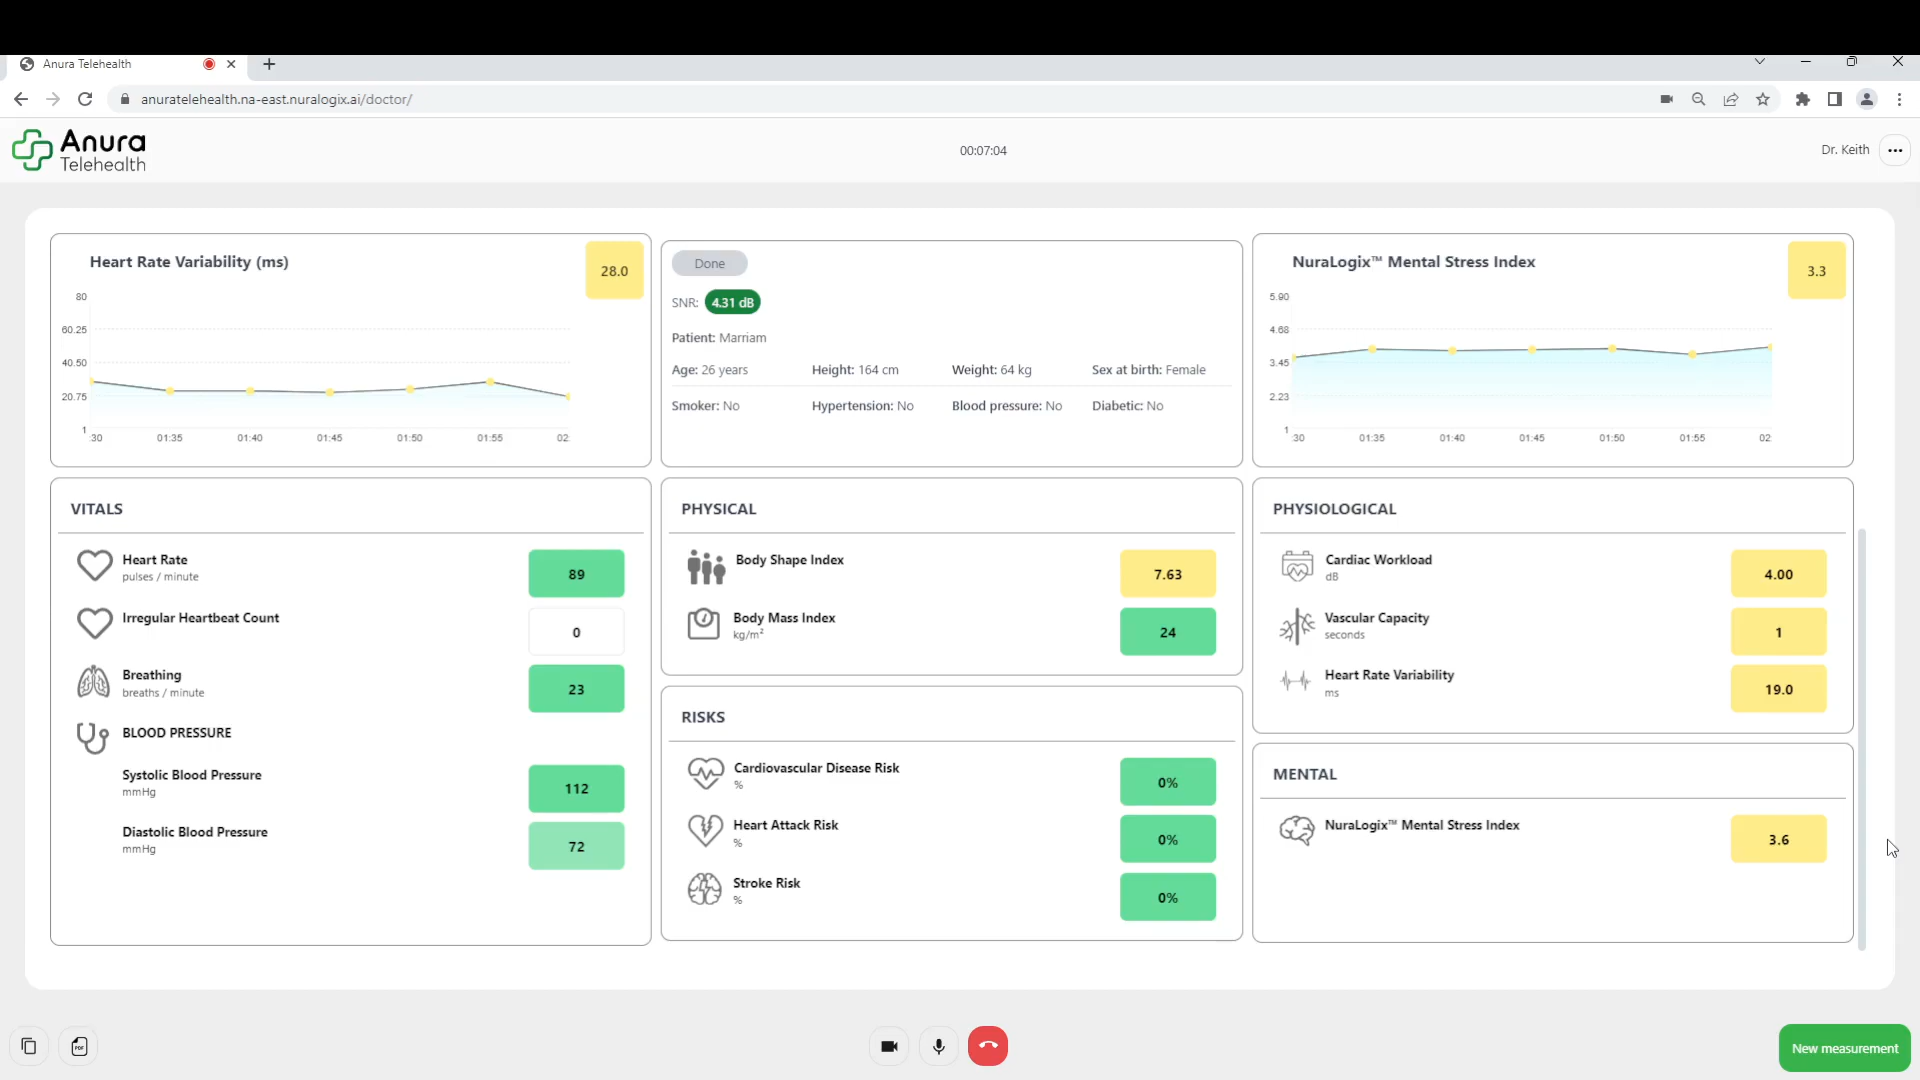 Anura Telehealth
anuratelehealth.na-east.nuralogix.ai/doctor/
Anura
Telehealth
00:07:04
Dr. Keith
Heart Rate Variability (ms)
28.0
80
60.25
40.50
20.75
1
:30 01:35 01:40 01:45 01:50 01:55 02:
Done
SNR: 4.31 dB
Patient: Marriam
Age: 26 years Height: 164 cm Weight: 64 kg Sex at birth: Female
Smoker: No Hypertension: No Blood pressure: No Diabetic: No
NuraLogix™ Mental Stress Index
3.3
5.90
4.68
3.45
2.23
1
:30 01:35 01:40 01:45 01:50 01:55 02:
VITALS
Heart Rate
pulses / minute
89
Irregular Heartbeat Count
0
Breathing
breaths / minute
23
BLOOD PRESSURE
Systolic Blood Pressure
mmHg
112
Diastolic Blood Pressure
mmHg
72
PHYSICAL
Body Shape Index
7.63
Body Mass Index
kg/m²
24
RISKS
Cardiovascular Disease Risk
%
0%
Heart Attack Risk
%
0%
Stroke Risk
%
0%
PHYSIOLOGICAL
Cardiac Workload
dB
4.00
Vascular Capacity
seconds
1
Heart Rate Variability
ms
19.0
MENTAL
NuraLogix™ Mental Stress Index
3.6
PDF
New measurement